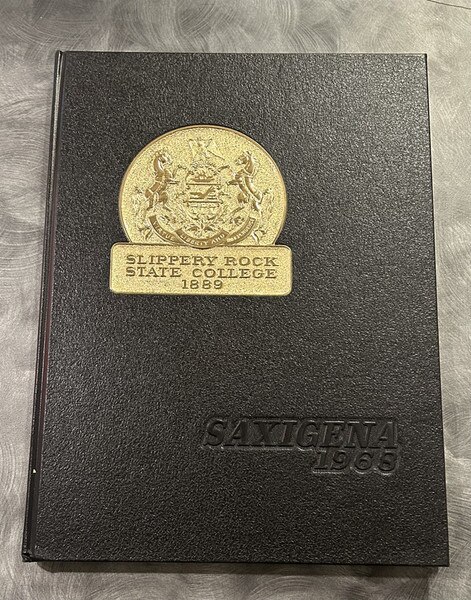 SLIPPERY ROCK
STATE COLLEGE
1889
SAXIGENA
1968